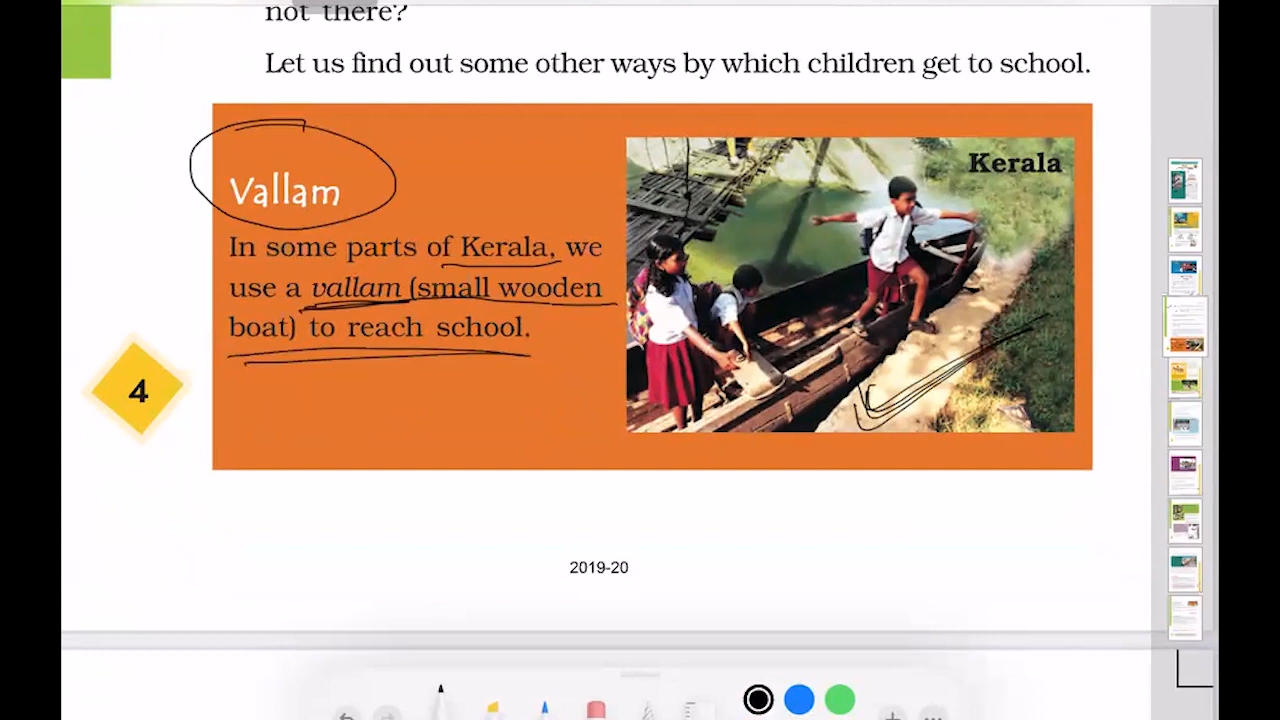 not there?
Let us find out some other ways by which children get to school.
Vallam
Kerala
In some parts of Kerala, we
use a vallam (small wooden
boat) to reach school.
4
2019-20